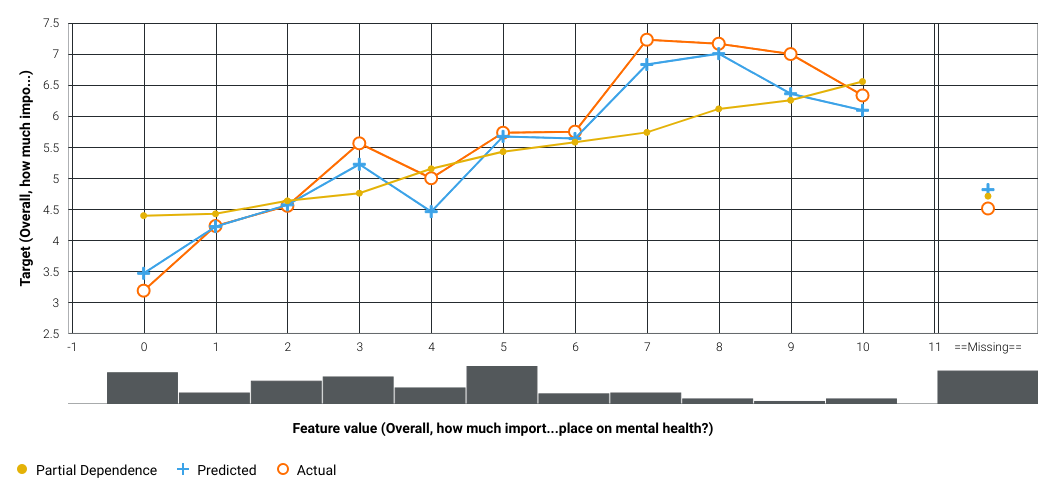 7.5
7
6.5
6
5.5
5
4.5
4
3.5
3
2.5
Target (Overall, how much impo...)
-1 0 1 2 3 4 5 6 7 8 9 10 11 ==Missing==
Feature value (Overall, how much import...place on mental health?)
Partial Dependence Predicted Actual